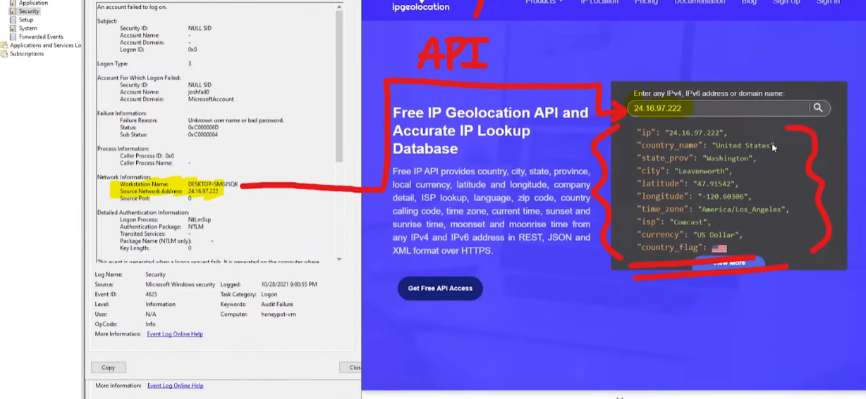 Application
Security
Setup
System
Forwarded Events
Applications and Services Lo
Subscriptions
An account failed to log on.
Subject:
Security ID: NULL SID
Account Name: -
Account Domain: -
Logon ID: 0x0
Logon Type: 3
Account For Which Logon Failed:
Security ID: NULL SID
Account Name: joshfail0
Account Domain: MicrosoftAccount
Failure Information:
Failure Reason: Unknown user name or bad password.
Status: 0xC000006D
Sub Status: 0xC0000064
Process Information:
Caller Process ID: 0x0
Caller Process Name: -
Network Information:
Workstation Name:
Source Network Address: 24.16.97.222
Source Port: 0
Detailed Authentication Information:
Logon Process: NtLmSsp
Authentication Package: NTLM
Transited Services: -
Package Name (NTLM only): -
Key Length: 0
Log Name: Security
Source: Microsoft Windows security
Logged: 10/28/2021 9:00:55 PM
Event ID: 4625
Task Category: Logon
Level: Information
Keywords: Audit Failure
User: N/A
Computer: honeypot-vm
OpCode: Info
More Information: Event Log Online Help
Copy
Clos
More Information: Event Log Online Help
ipgeolocation
Products
IP Location
Pricing
Documentation
Blog
Sign Up
Sign In
API
Free IP Geolocation API and
Accurate IP Lookup
Database
Free IP API provides country, city, state, province,
local currency, latitude and longitude, company
detail, ISP lookup, language, zip code, country
calling code, time zone, current time, sunset and
sunrise time, moonset and moonrise time from
any IPv4 and IPv6 address in REST, JSON and
XML format over HTTPS.
Get Free API Access
Enter any IPv4, IPv6 address or domain name:
24.16.97.222
"ip": "24.16.97.222",
"country_name": "United States",
"state_prov": "Washington",
"city": "Leavenworth",
"latitude": "47.91542",
"longitude": "-120.60306",
"time_zone": "America/Los_Angeles",
"isp": "Comcast",
"currency": "US Dollar",
"country_flag":
View More